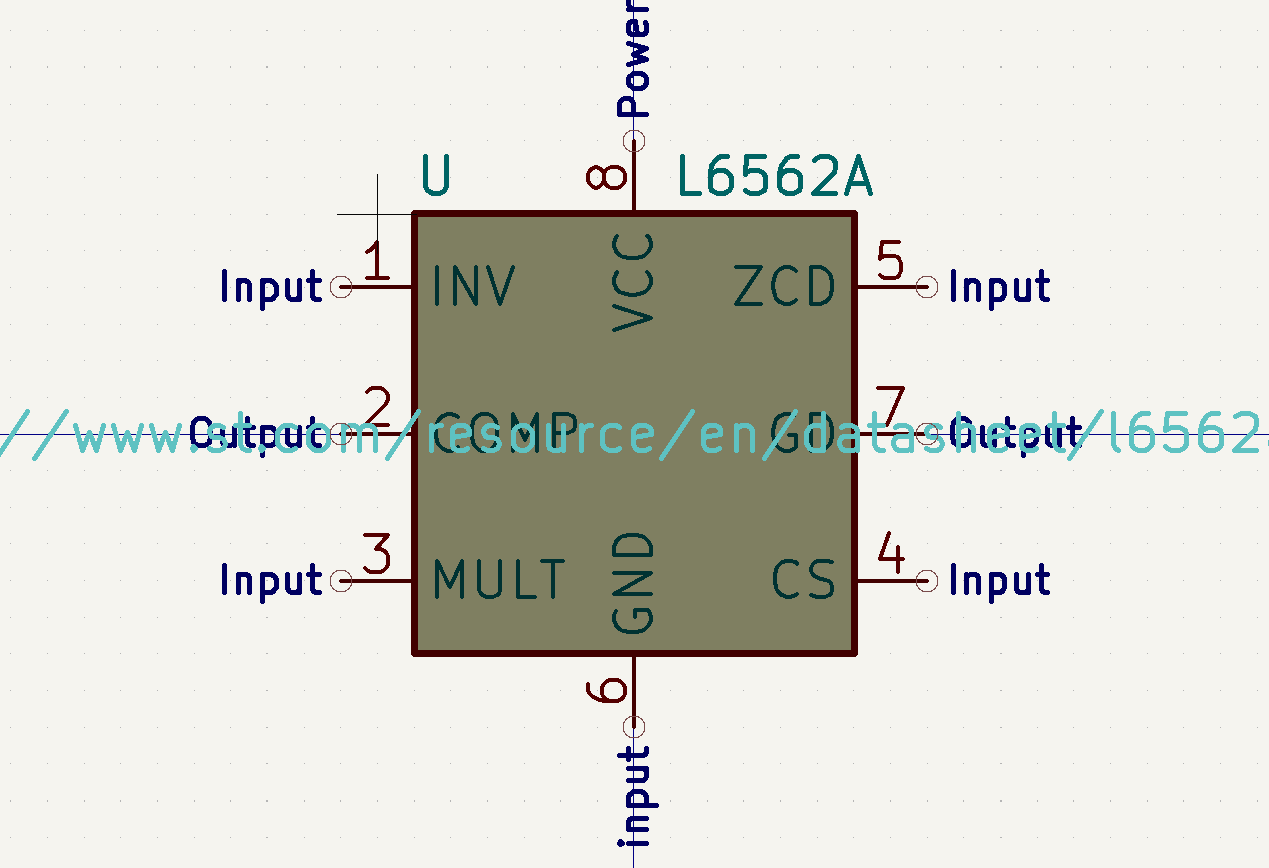 Power
U
8
L6562A
1
5
Input
INV
VCC
ZCD
Input
2
7
Output
COMP
GD
Output
//www.st.com/resource/en/datasheet/l6562
3
4
Input
MULT
GND
CS
Input
6
input